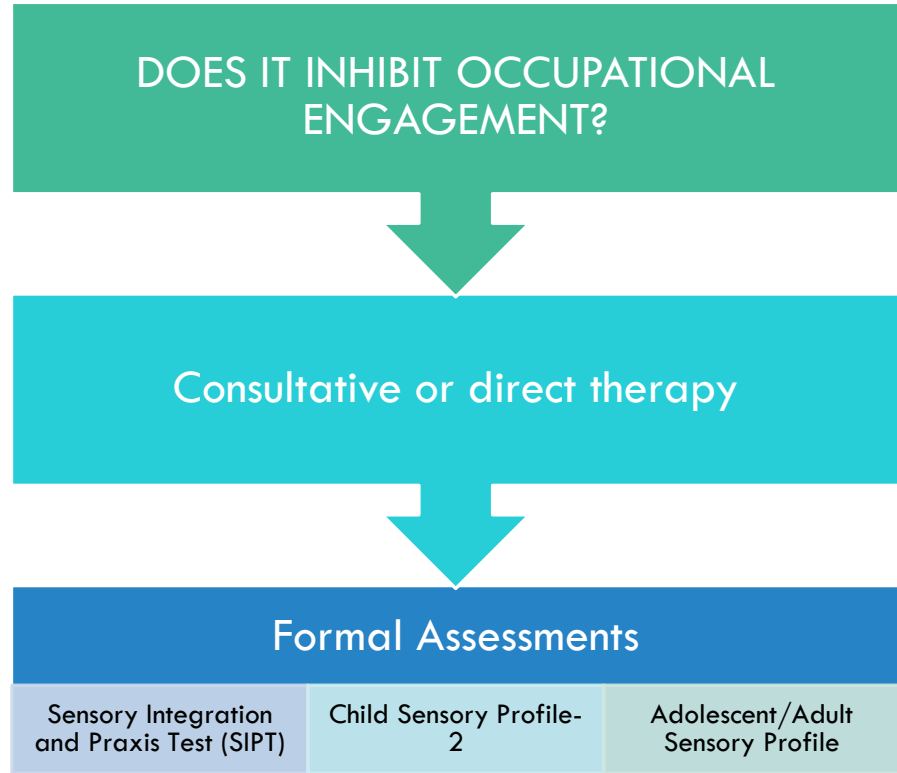 DOES IT INHIBIT OCCUPATIONAL
ENGAGEMENT?
Consultative or direct therapy
Formal Assessments
Sensory Integration
and Praxis Test (SIPT)
Child Sensory Profile-
2
Adolescent/Adult
Sensory Profile